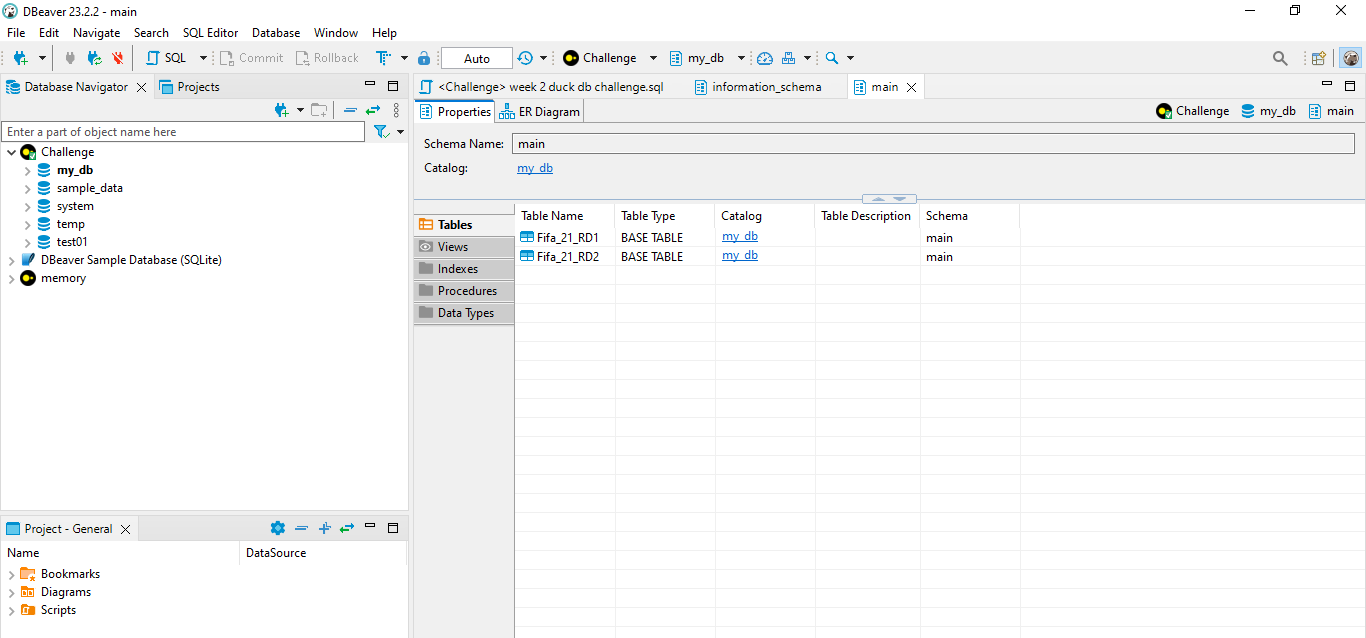 DBeaver 23.2.2 - main
File Edit Navigate Search SQL Editor Database Window Help
SQL Commit Rollback Auto Challenge my_db
Database Navigator Projects
Enter a part of object name here
Challenge
my_db
sample_data
system
temp
test01
DBeaver Sample Database (SQLite)
memory
Project - General
Name DataSource
Bookmarks
Diagrams
Scripts
<Challenge> week 2 duck db challenge.sql information_schema main
Properties ER Diagram Challenge my_db main
Schema Name: main
Catalog: my_db
Tables
Views
Indexes
Procedures
Data Types
Table Name Table Type Catalog Table Description Schema
Fifa_21_RD1 BASE TABLE my_db main
Fifa_21_RD2 BASE TABLE my_db main